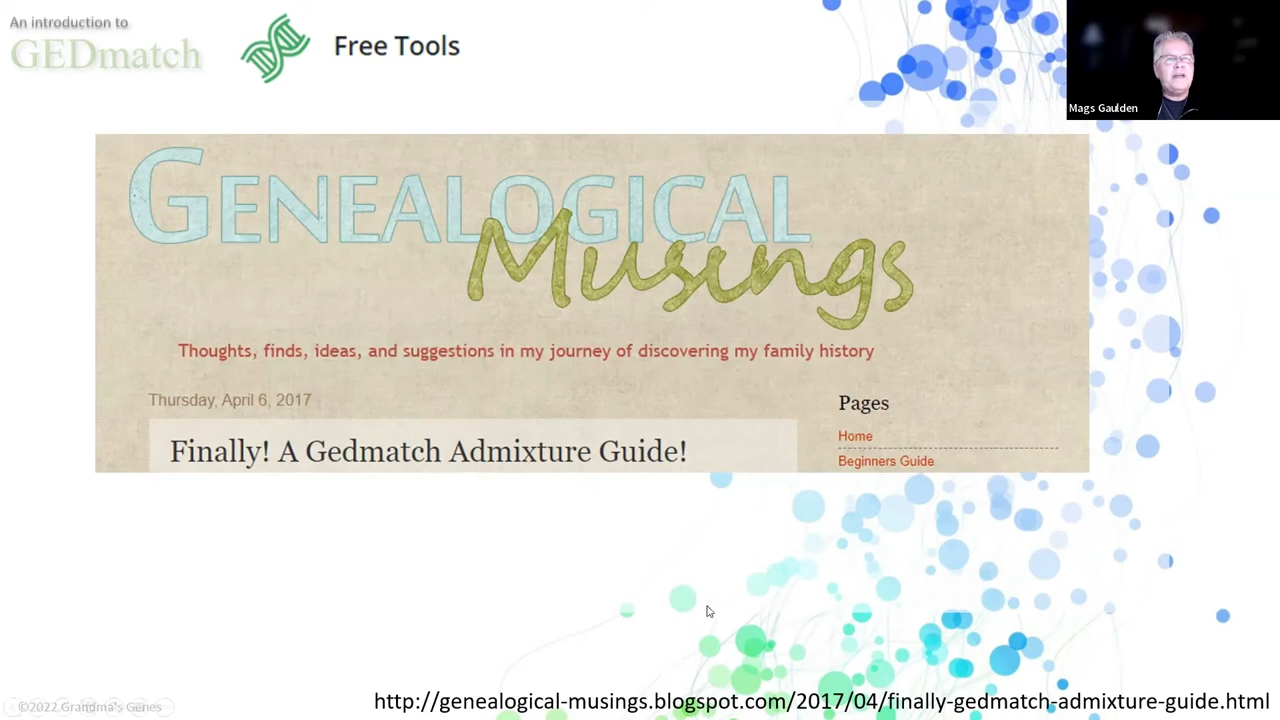 An introduction to
GEDmatch
Free Tools
Mags Gaulden
GENEALOGICAL
Musings
Thoughts, finds, ideas, and suggestions in my journey of discovering my family history
Thursday, April 6, 2017
Finally! A Gedmatch Admixture Guide!
Pages
Home
Beginners Guide
http://genealogical-musings.blogspot.com/2017/04/finally-gedmatch-admixture-guide.html
©2022 Grandma's Genes